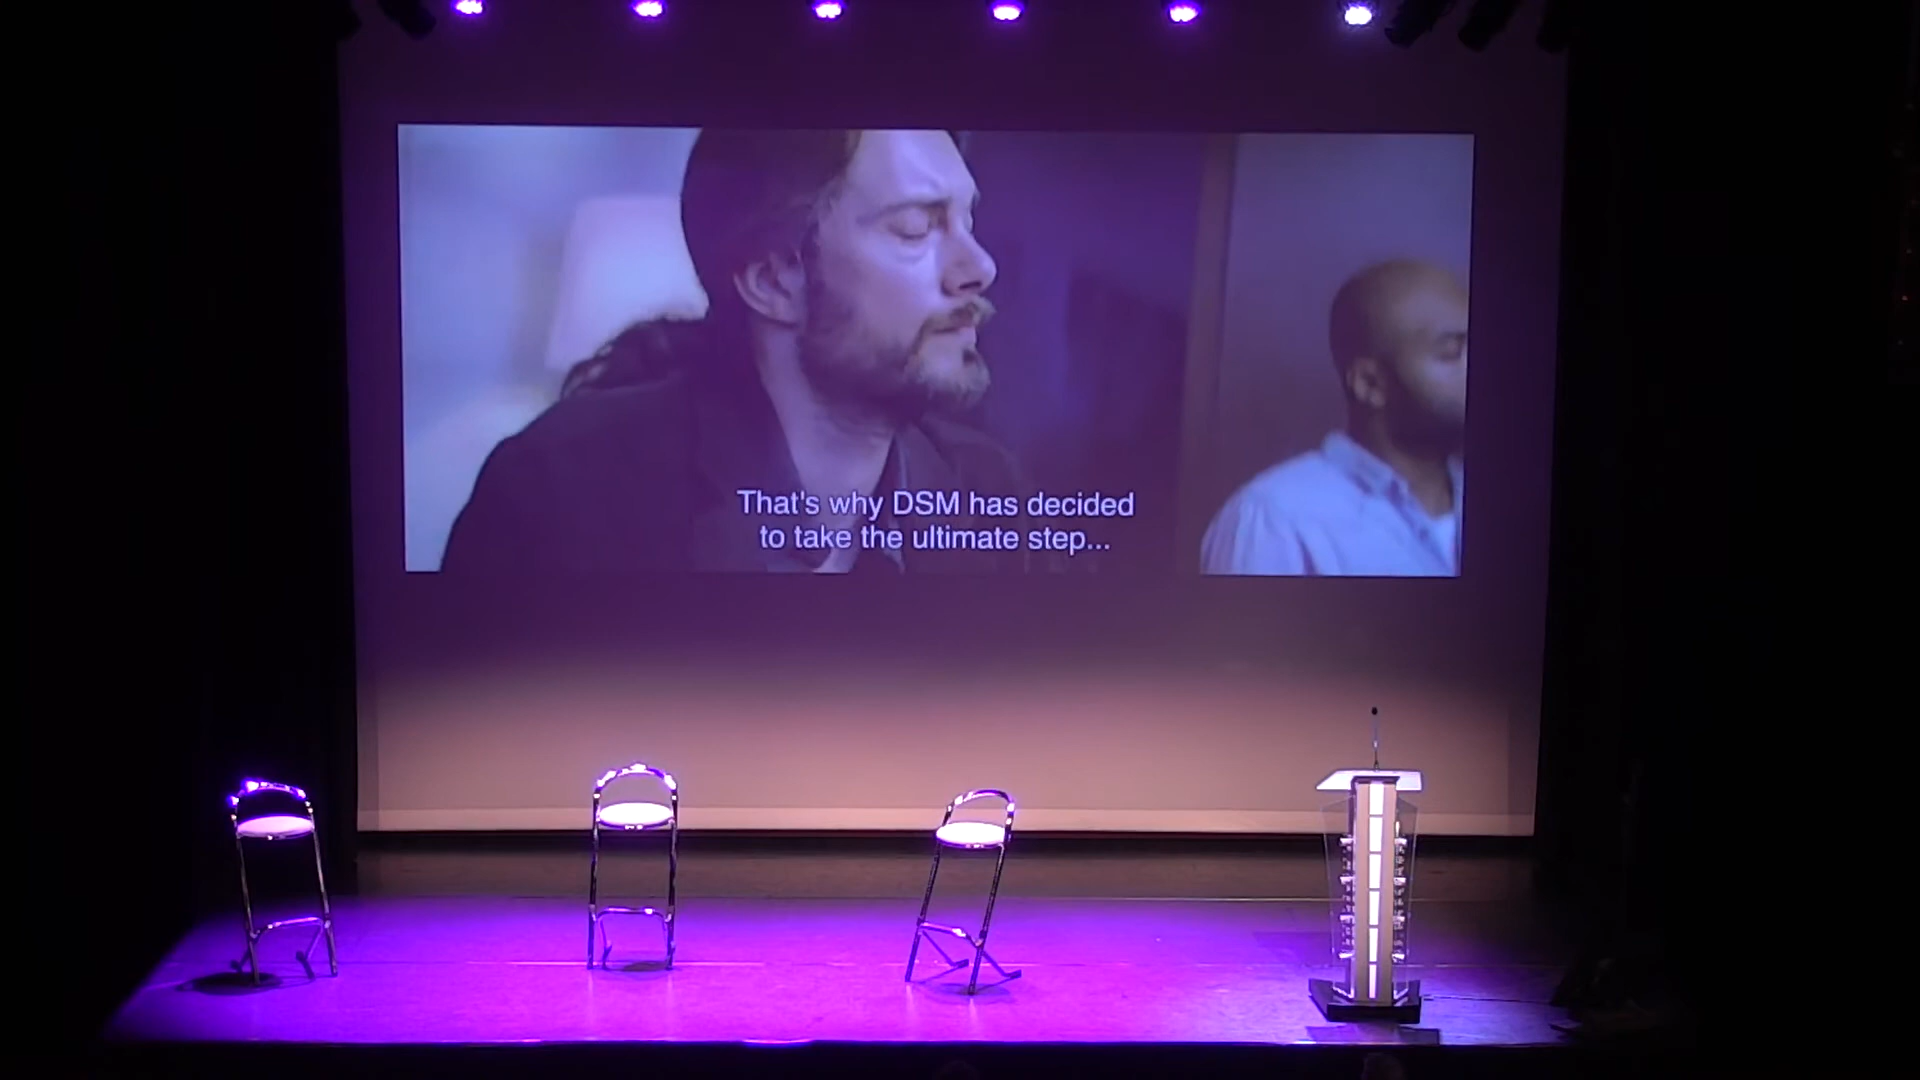 That's why DSM has decided
to take the ultimate step...